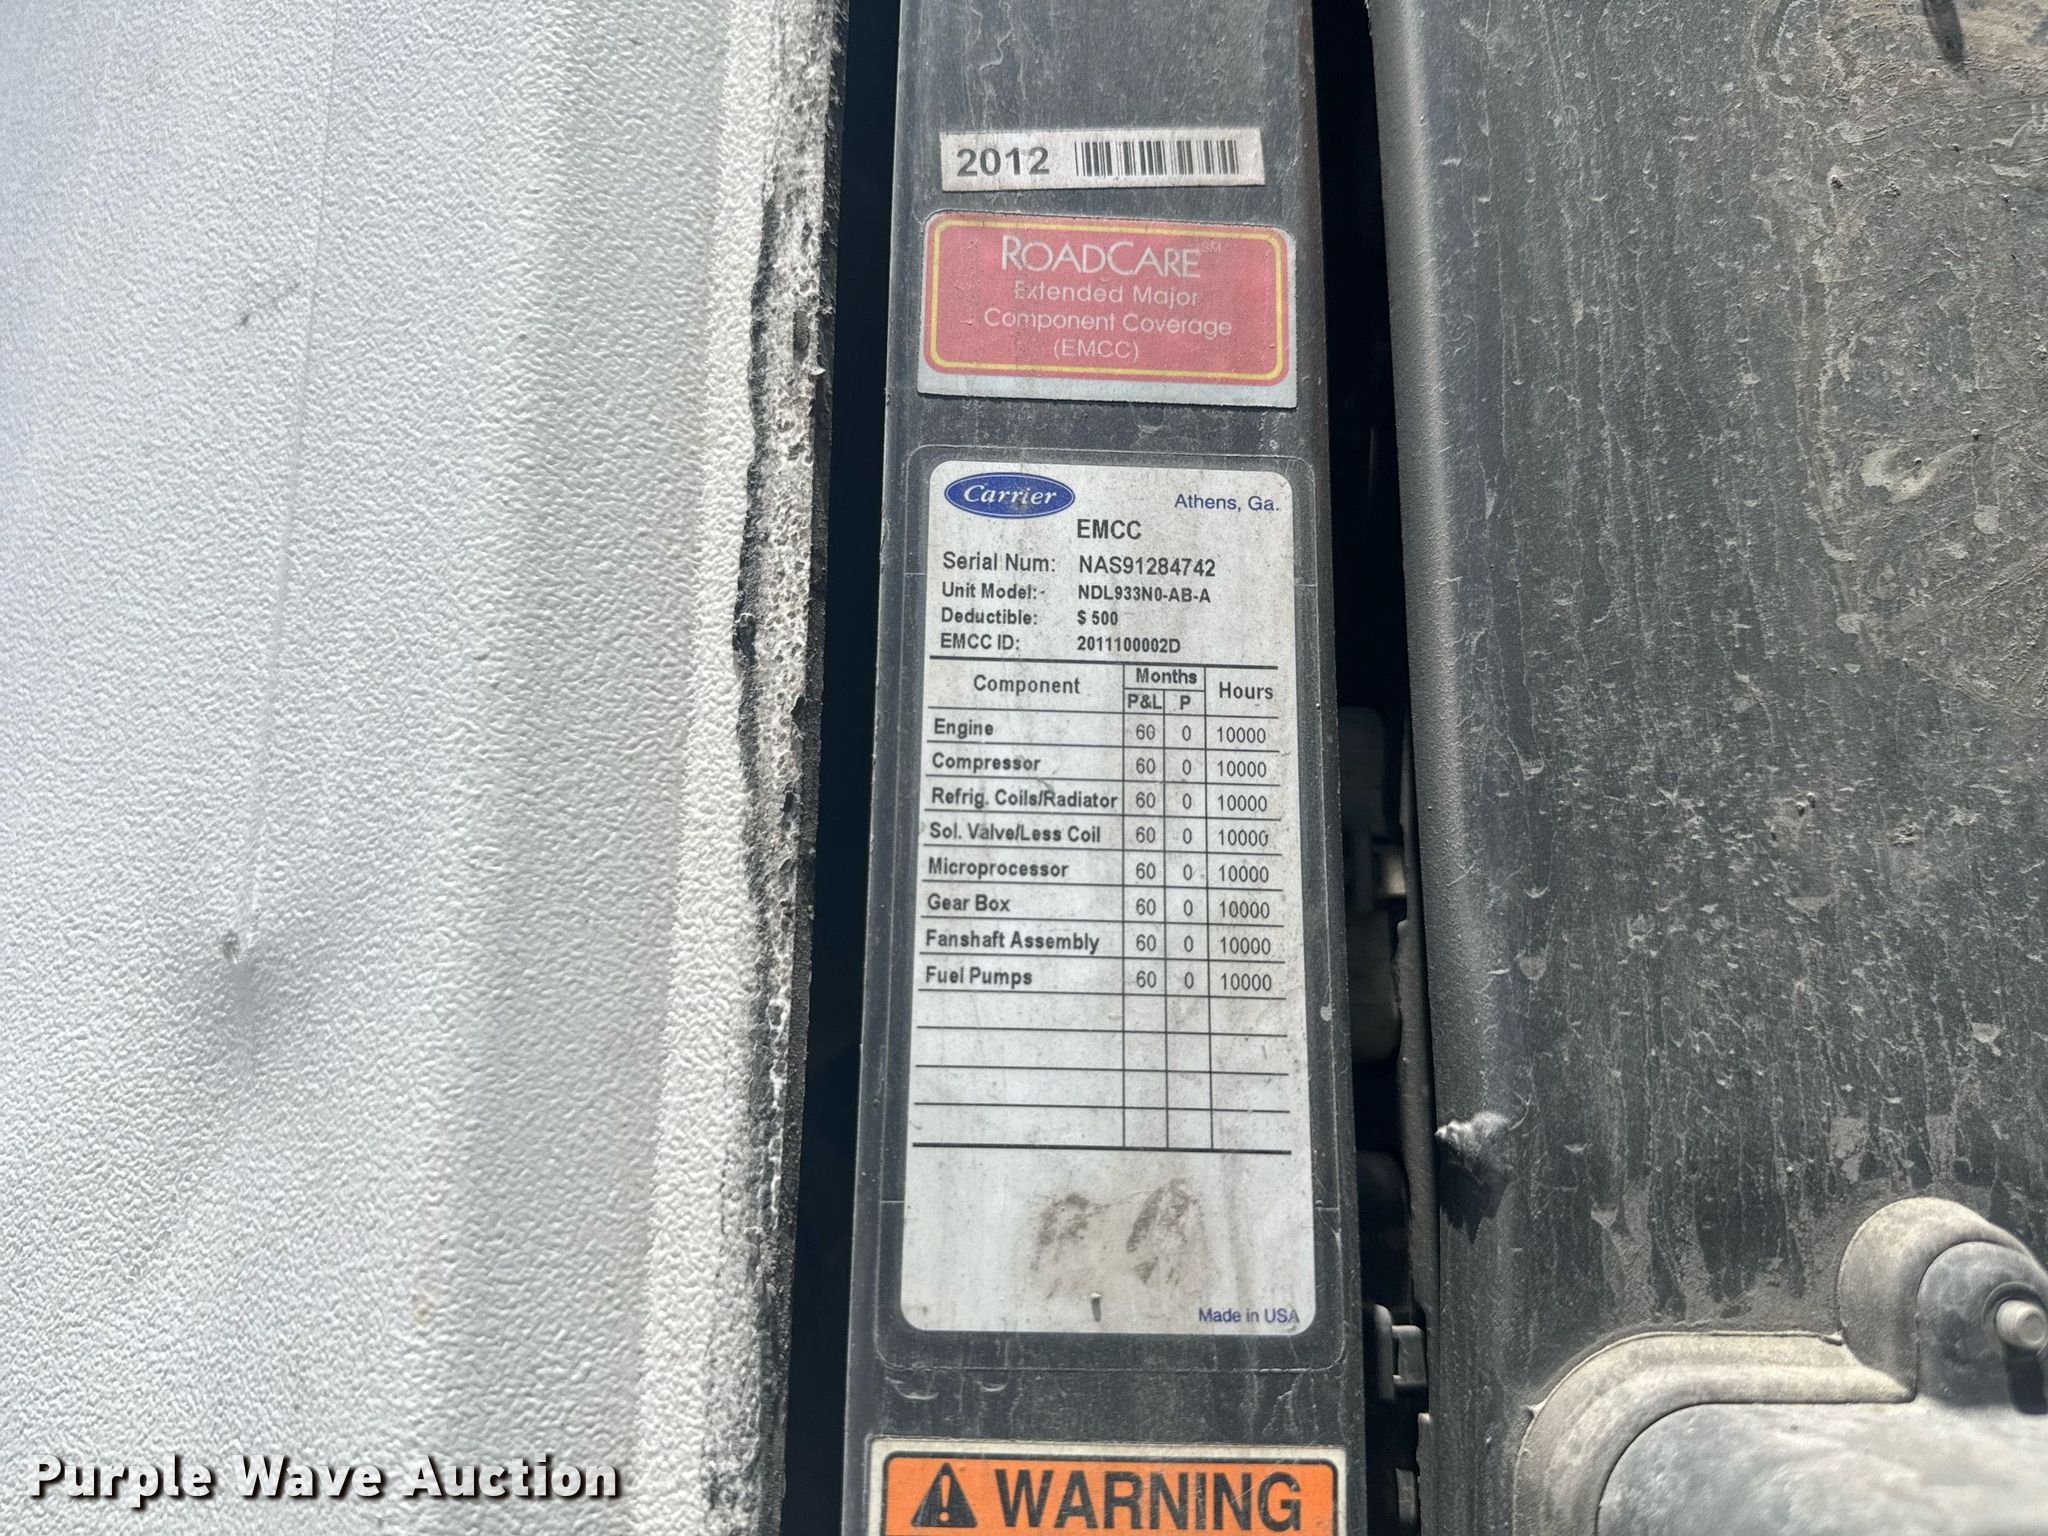 2012
ROADCARE SM
Extended Major
Component Coverage
(EMCC)
Carrier Athens, Ga.
EMCC
Serial Num: NAS91284742
Unit Model: NDL933N0-AB-A
Deductible: $ 500
EMCC ID: 2011100002D
Component Months Hours
P&L P
Engine 60 0 10000
Compressor 60 0 10000
Refrig. Coils/Radiator 60 0 10000
Sol. Valve/Less Coil 60 0 10000
Microprocessor 60 0 10000
Gear Box 60 0 10000
Fanshaft Assembly 60 0 10000
Fuel Pumps 60 0 10000
Made in USA
WARNING
Purple Wave Auction